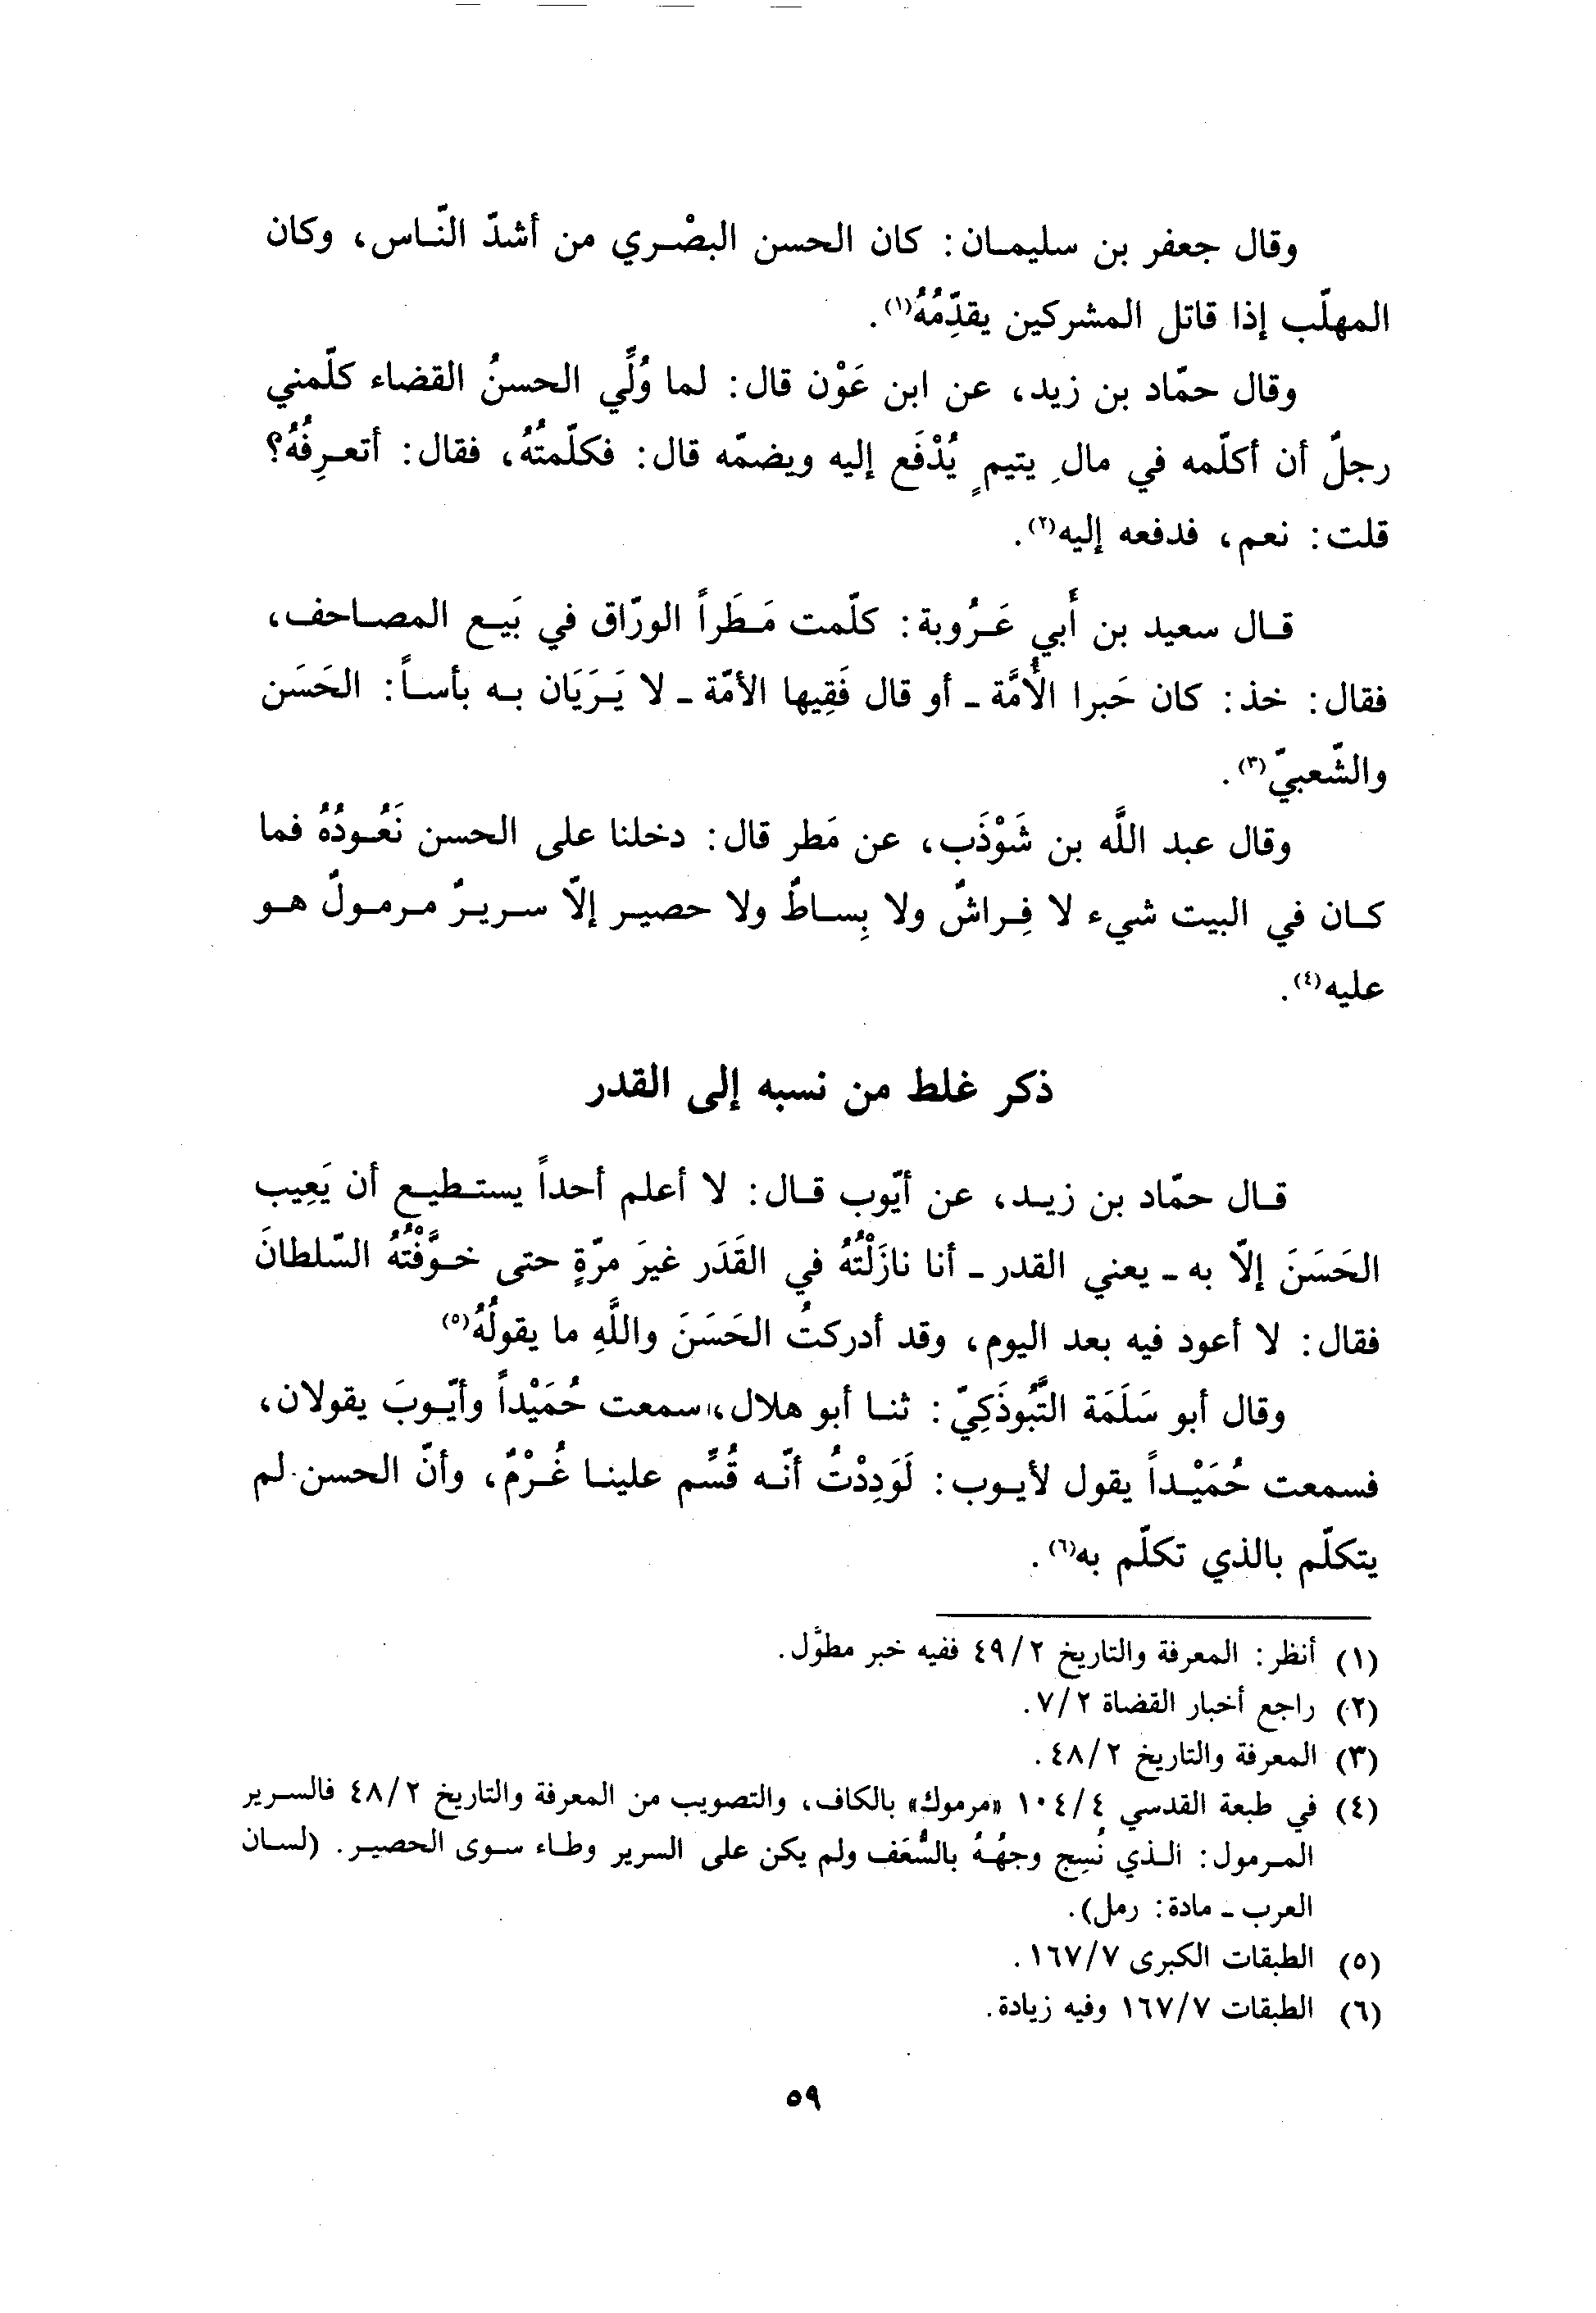 وقال جعفر بن سليمان: كان الحسن البصْري من أشدّ النّاس، وكان
المهلّب إذا قاتل المشركين يقدِّمُهُ(١).
وقال حمّاد بن زيد، عن ابن عَوْن قال: لما وُلِّي الحسنُ القضاء كلّمني
رجلٌ أن أكلّمه في مالِ يتيمٍ يُدْفَع إليه ويضمّه قال: فكلّمتُهُ، فقال: أتعرِفُهُ؟
قلت: نعم، فدفعه إليه(٢).
قال سعيد بن أَبي عَرُوبة: كلّمت مَطَراً الورّاق في بَيع المصاحف،
فقال: خذ: كان حَبرا الأُمَّة ـ أو قال فَقِيها الأمّة ـ لا يَرَيَان به بأساً: الحَسَن
والشّعبيّ(٣).
وقال عبد اللَّه بن شَوْذَب، عن مَطر قال: دخلنا على الحسن نَعُودُهُ فما
كان في البيت شيء لا فِراشٌ ولا بِساطٌ ولا حصير إلاّ سريرٌ مرمولٌ هو
عليه(٤).
ذكر غلط من نسبه إلى القدر
قال حمّاد بن زيد، عن أيّوب قال: لا أعلم أحداً يستطيع أن يَعِيب
الحَسَنَ إلاّ به ـ يعني القدر ـ أنا نازَلْتُهُ في القَدَر غيرَ مرّةٍ حتى خوَّفْتُهُ السّلطانَ
فقال: لا أعود فيه بعد اليوم، وقد أدركتُ الحَسَنَ واللَّهِ ما يقولُهُ(٥)
وقال أبو سَلَمَة التَّبُوذَكِيّ: ثنا أبو هلال، سمعت حُمَيْداً وأيّوبَ يقولان،
فسمعت حُمَيْداً يقول لأيوب: لَوَدِدْتُ أنّه قُسِّم علينا غُرْمٌ، وأنّ الحسن لم
يتكلّم بالذي تكلّم به(٦).
(١) أنظر: المعرفة والتاريخ ٤٩/٢ ففيه خبر مطوَّل.
(٢) راجع أخبار القضاة ٧/٢.
(٣) المعرفة والتاريخ ٤٨/٢.
(٤) في طبعة القدسي ١٠٤/٤ «مرموك» بالكاف، والتصويب من المعرفة والتاريخ ٤٨/٢ فالسرير
المرمول: الذي نُسِج وجهُهُ بالسُّعَف ولم يكن على السرير وطاء سوى الحصير. (لسان
العرب ـ مادة: رمل).
(٥) الطبقات الكبرى ١٦٧/٧.
(٦) الطبقات ١٦٧/٧ وفيه زيادة.
٥٩